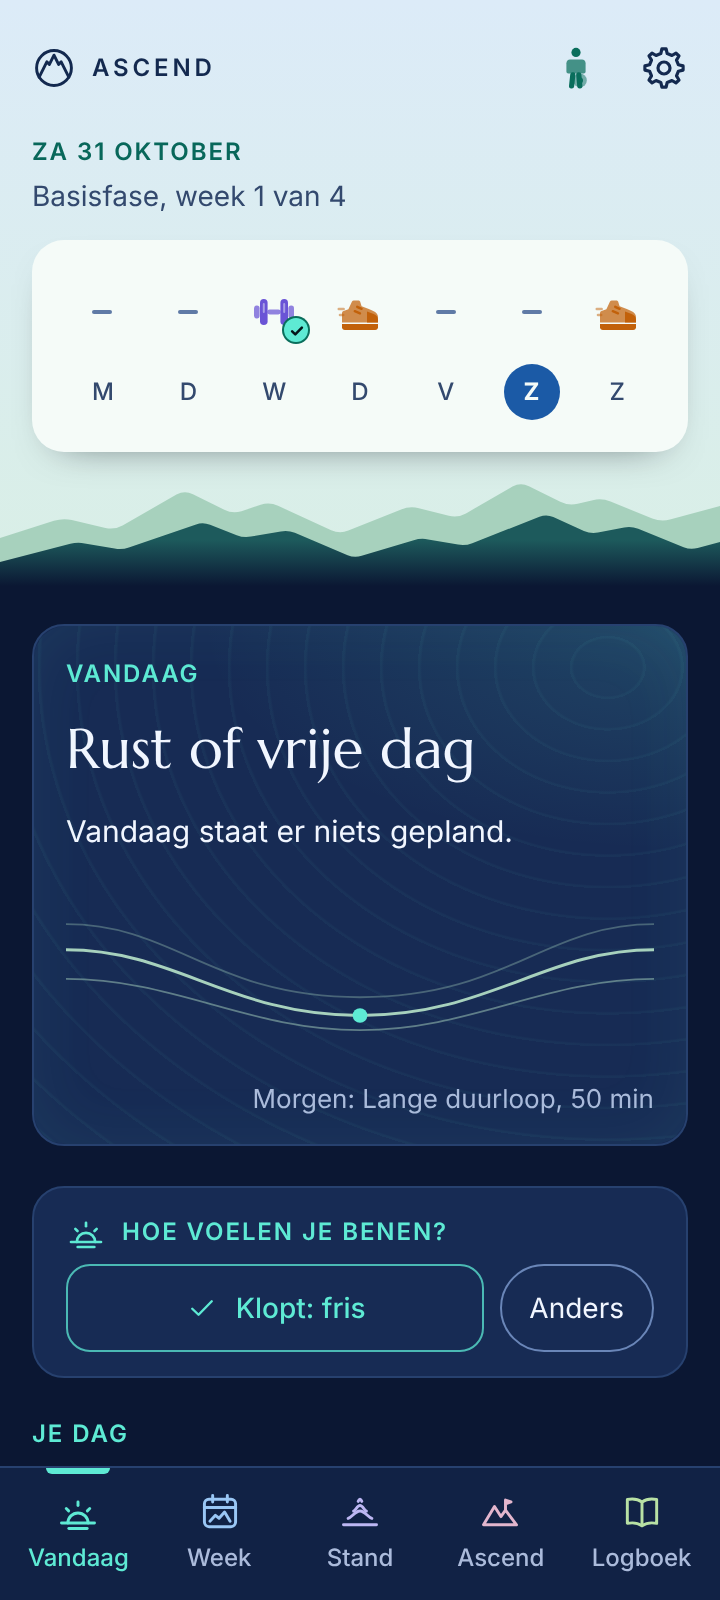 ASCEND
ZA 31 OKTOBER
Basisfase, week 1 van 4
M D W D V Z Z
VANDAAG
Rust of vrije dag
Vandaag staat er niets gepland.
Morgen: Lange duurloop, 50 min
HOE VOELEN JE BENEN?
Klopt: fris Anders
JE DAG
Vandaag Week Stand Ascend Logboek